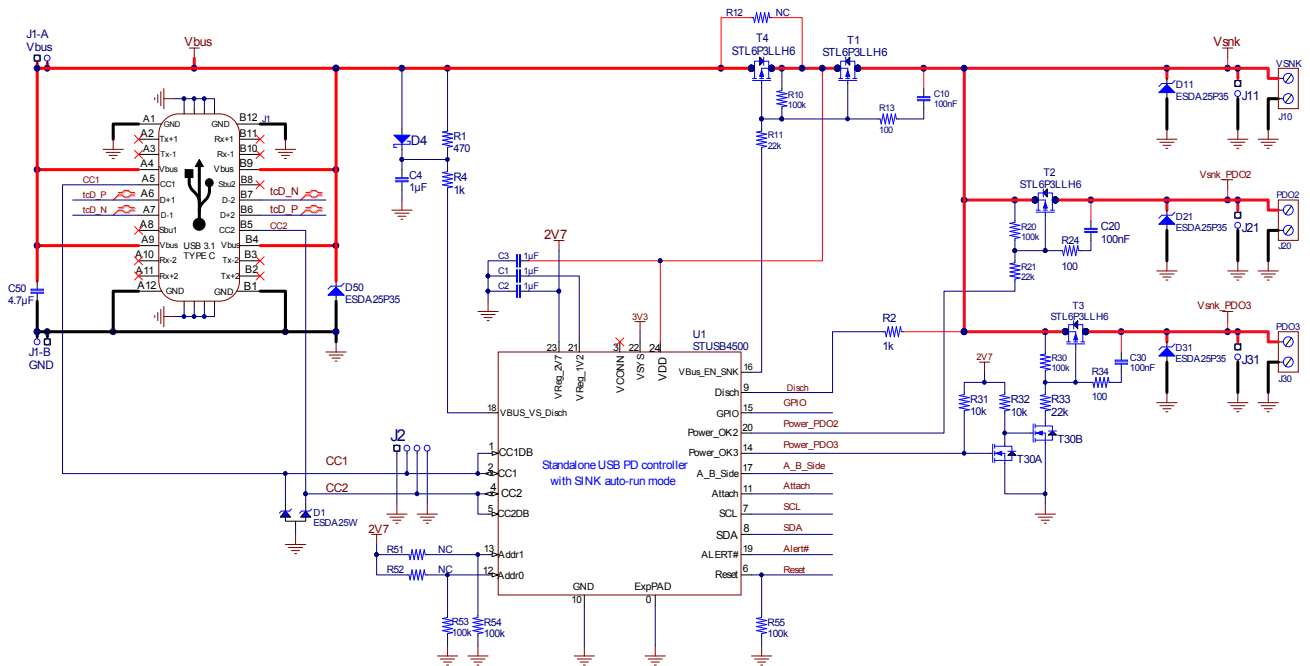 J1-A
Vbus
Vbus
R12
NC
T4
STL6P3LLH6
T1
STL6P3LLH6
Vsnk
VSNK
J10
D11
ESDA25P35
J11
C10
100nF
R10
100k
R13
100
R11
22k
D4
C4
1µF
R1
470
R4
1k
J1
A1
GND
GND
B12
A2
Tx+1
Rx+1
B11
A3
Tx-1
Rx-1
B10
A4
Vbus
Vbus
B9
CC1
A5
CC1
Sbu2
B8
tcD_P
A6
D+1
D-2
B7
tcD_N
tcD_N
A7
D-1
D+2
B6
tcD_P
A8
Sbu1
CC2
B5
CC2
A9
Vbus
Vbus
B4
A10
Rx-2
Tx-2
B3
A11
Rx+2
Tx+2
B2
A12
GND
GND
B1
USB 3.1
TYPE C
C50
4.7µF
D50
ESDA25P35
J1-B
GND
T2
STL6P3LLH6
Vsnk_PDO2
PDO2
J20
D21
ESDA25P35
J21
R20
100k
C20
100nF
R24
100
R21
22k
2V7
C3
1µF
C1
1µF
C2
1µF
3V3
U1
STUSB4500
T3
STL6P3LLH6
Vsnk_PDO3
PDO3
J30
D31
ESDA25P35
J31
R2
1k
R30
100k
C30
100nF
R34
100
2V7
R31
10k
R32
10k
R33
22k
T30B
T30A
23
21
3
22
24
VReg_2V7
VReg_1V2
VCONN
VSYS
VDD
VBus_EN_SNK
16
Disch
9
Disch
GPIO
15
GPIO
Power_OK2
20
Power_PDO2
Power_OK3
14
Power_PDO3
A_B_Side
17
A_B_Side
Attach
11
Attach
SCL
7
SCL
SDA
8
SDA
ALERT#
19
Alert#
Reset
6
Reset
18
VBUS_VS_Disch
1
CC1DB
2
CC1
4
CC2
5
CC2DB
13
Addr1
12
Addr0
Standalone USB PD controller
with SINK auto-run mode
J2
CC1
CC2
D1
ESDA25W
2V7
R51
NC
R52
NC
R53
100k
R54
100k
GND
10
ExpPAD
0
R55
100k